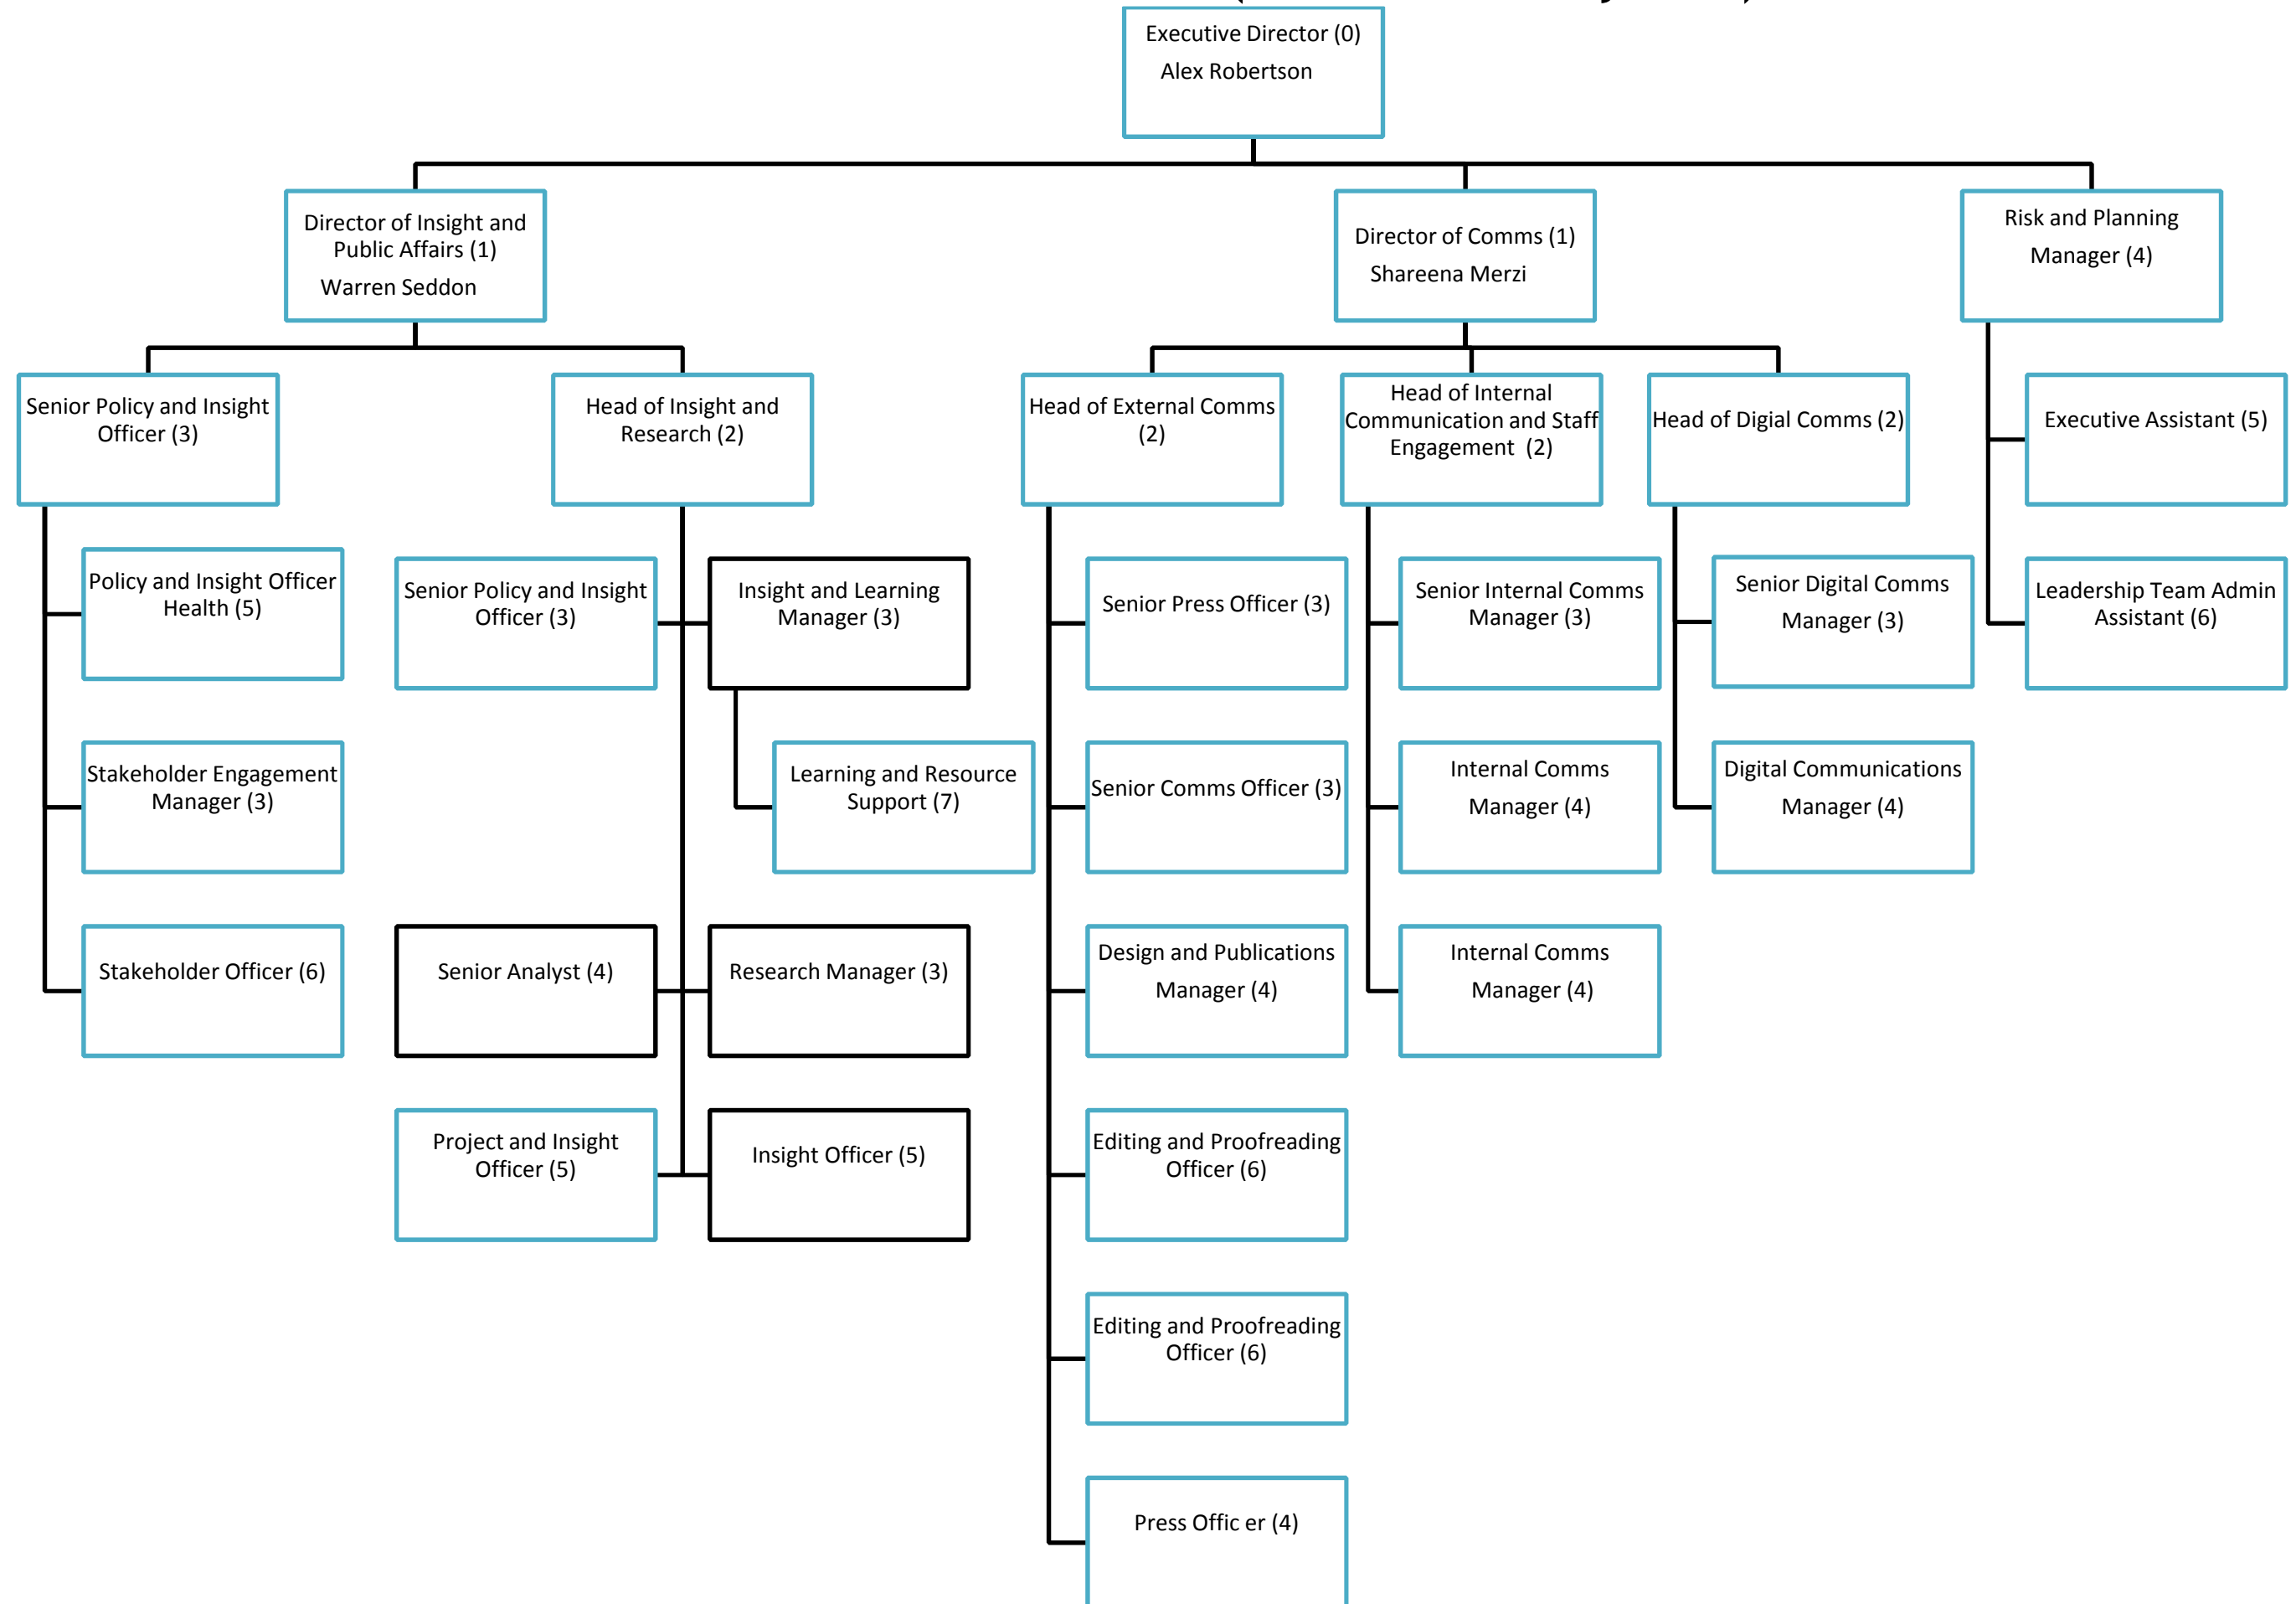 Executive Director (0)
Alex Robertson
Director of Insight and
Public Affairs (1)
Warren Seddon
Director of Comms (1)
Shareena Merzi
Risk and Planning
Manager (4)
Senior Policy and Insight
Officer (3)
Head of Insight and
Research (2)
Head of External Comms
(2)
Head of Internal
Communication and Staff
Engagement (2)
Head of Digial Comms (2)
Executive Assistant (5)
Policy and Insight Officer
Health (5)
Senior Policy and Insight
Officer (3)
Insight and Learning
Manager (3)
Senior Press Officer (3)
Senior Internal Comms
Manager (3)
Senior Digital Comms
Manager (3)
Leadership Team Admin
Assistant (6)
Stakeholder Engagement
Manager (3)
Learning and Resource
Support (7)
Senior Comms Officer (3)
Internal Comms
Manager (4)
Digital Communications
Manager (4)
Stakeholder Officer (6)
Senior Analyst (4)
Research Manager (3)
Design and Publications
Manager (4)
Internal Comms
Manager (4)
Project and Insight
Officer (5)
Insight Officer (5)
Editing and Proofreading
Officer (6)
Editing and Proofreading
Officer (6)
Press Offic er (4)